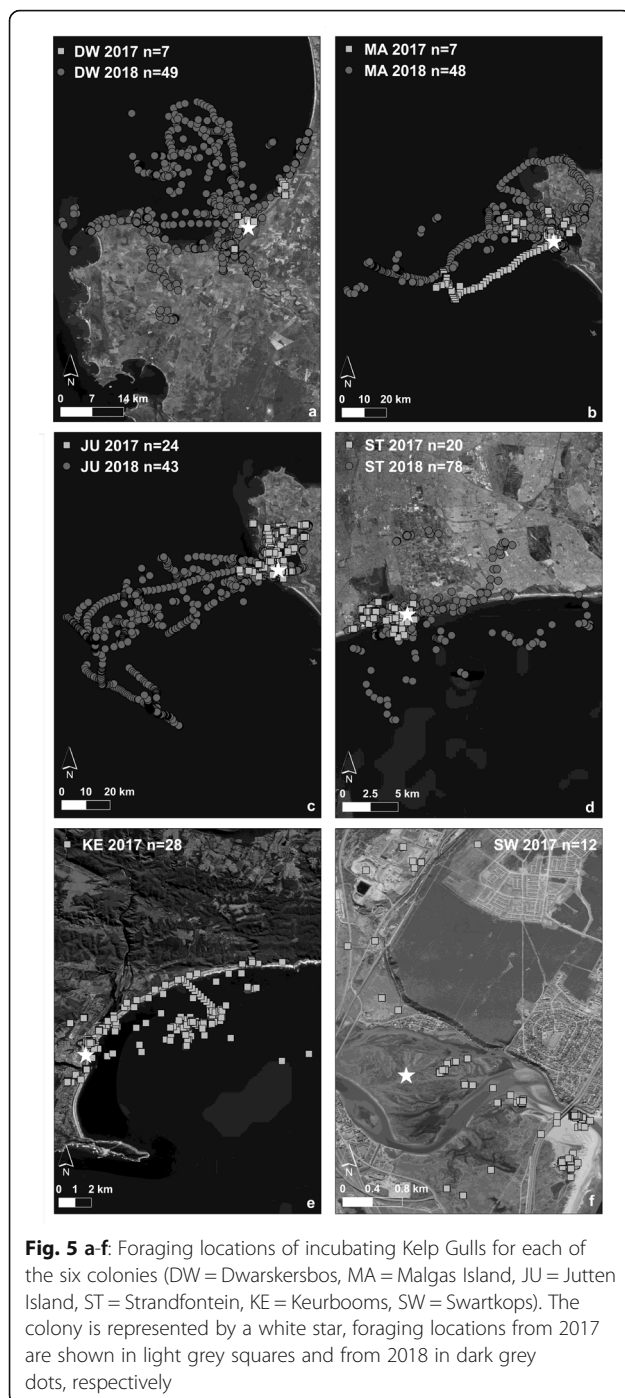 DW 2017 n=7
DW 2018 n=49
N
0 7 14 km
a
MA 2017 n=7
MA 2018 n=48
N
0 10 20 km
b
JU 2017 n=24
JU 2018 n=43
N
0 10 20 km
c
ST 2017 n=20
ST 2018 n=78
N
0 2.5 5 km
d
KE 2017 n=28
N
0 1 2 km
e
SW 2017 n=12
N
0 0.4 0.8 km
f
Fig. 5 a-f: Foraging locations of incubating Kelp Gulls for each of
the six colonies (DW = Dwarskersbos, MA = Malgas Island, JU = Jutten
Island, ST = Strandfontein, KE = Keurbooms, SW = Swartkops). The
colony is represented by a white star, foraging locations from 2017
are shown in light grey squares and from 2018 in dark grey
dots, respectively